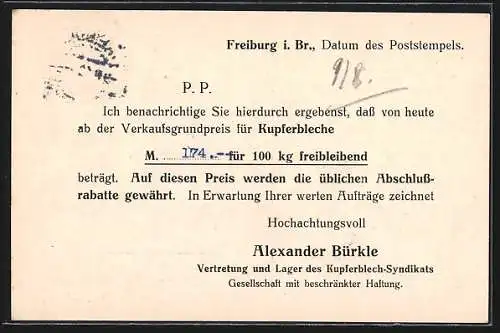 Freiburg i. Br., Datum des Poststempels.
9/8.
P. P.
Ich benachrichtige Sie hierdurch ergebenst, daß von heute
ab der Verkaufsgrundpreis für Kupferbleche
M. 174.-- für 100 kg freibleibend
beträgt. Auf diesen Preis werden die üblichen Abschluß-
rabatte gewährt. In Erwartung Ihrer werten Aufträge zeichnet
Hochachtungsvoll
Alexander Bürkle
Vertretung und Lager des Kupferblech-Syndikats
Gesellschaft mit beschränkter Haftung.